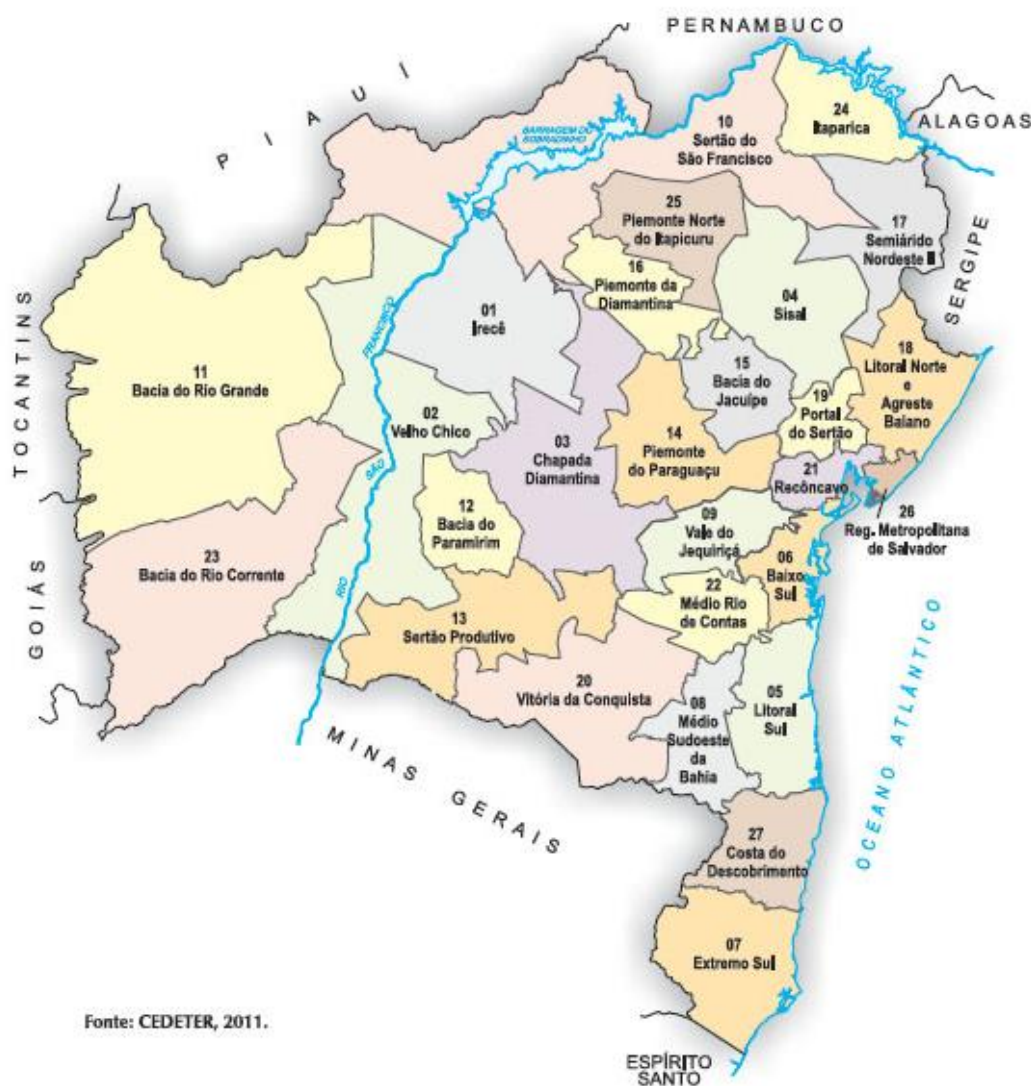 PERNAMBUCO
PIAUÍ
ALAGOAS
SERGIPE
TOCANTINS
GOIÁS
MINAS GERAIS
ESPÍRITO
SANTO
OCEANO ATLÂNTICO
BARRAGEM DO
SOBRADINHO
RIO SÃO FRANCISCO
24
Itaparica
10
Sertão do
São Francisco
25
Piemonte Norte
do Itapicuru
17
Semiárido
Nordeste II
16
Piemonte da
Diamantina
04
Sisal
01
Irecê
18
Litoral Norte
e
Agreste
Baiano
15
Bacia do
Jacuípe
11
Bacia do Rio Grande
19
Portal
do Sertão
02
Velho Chico
03
Chapada
Diamantina
14
Piemonte
do Paraguaçu
21
Recôncavo
26
Reg. Metropolitana
de Salvador
12
Bacia do
Paramirim
09
Vale do
Jequiriçá
23
Bacia do Rio Corrente
06
Baixo
Sul
22
Médio Rio
de Contas
13
Sertão Produtivo
20
Vitória da Conquista
05
Litoral
Sul
08
Médio
Sudoeste
da
Bahia
27
Costa do
Descobrimento
07
Extremo Sul
Fonte: CEDETER, 2011.